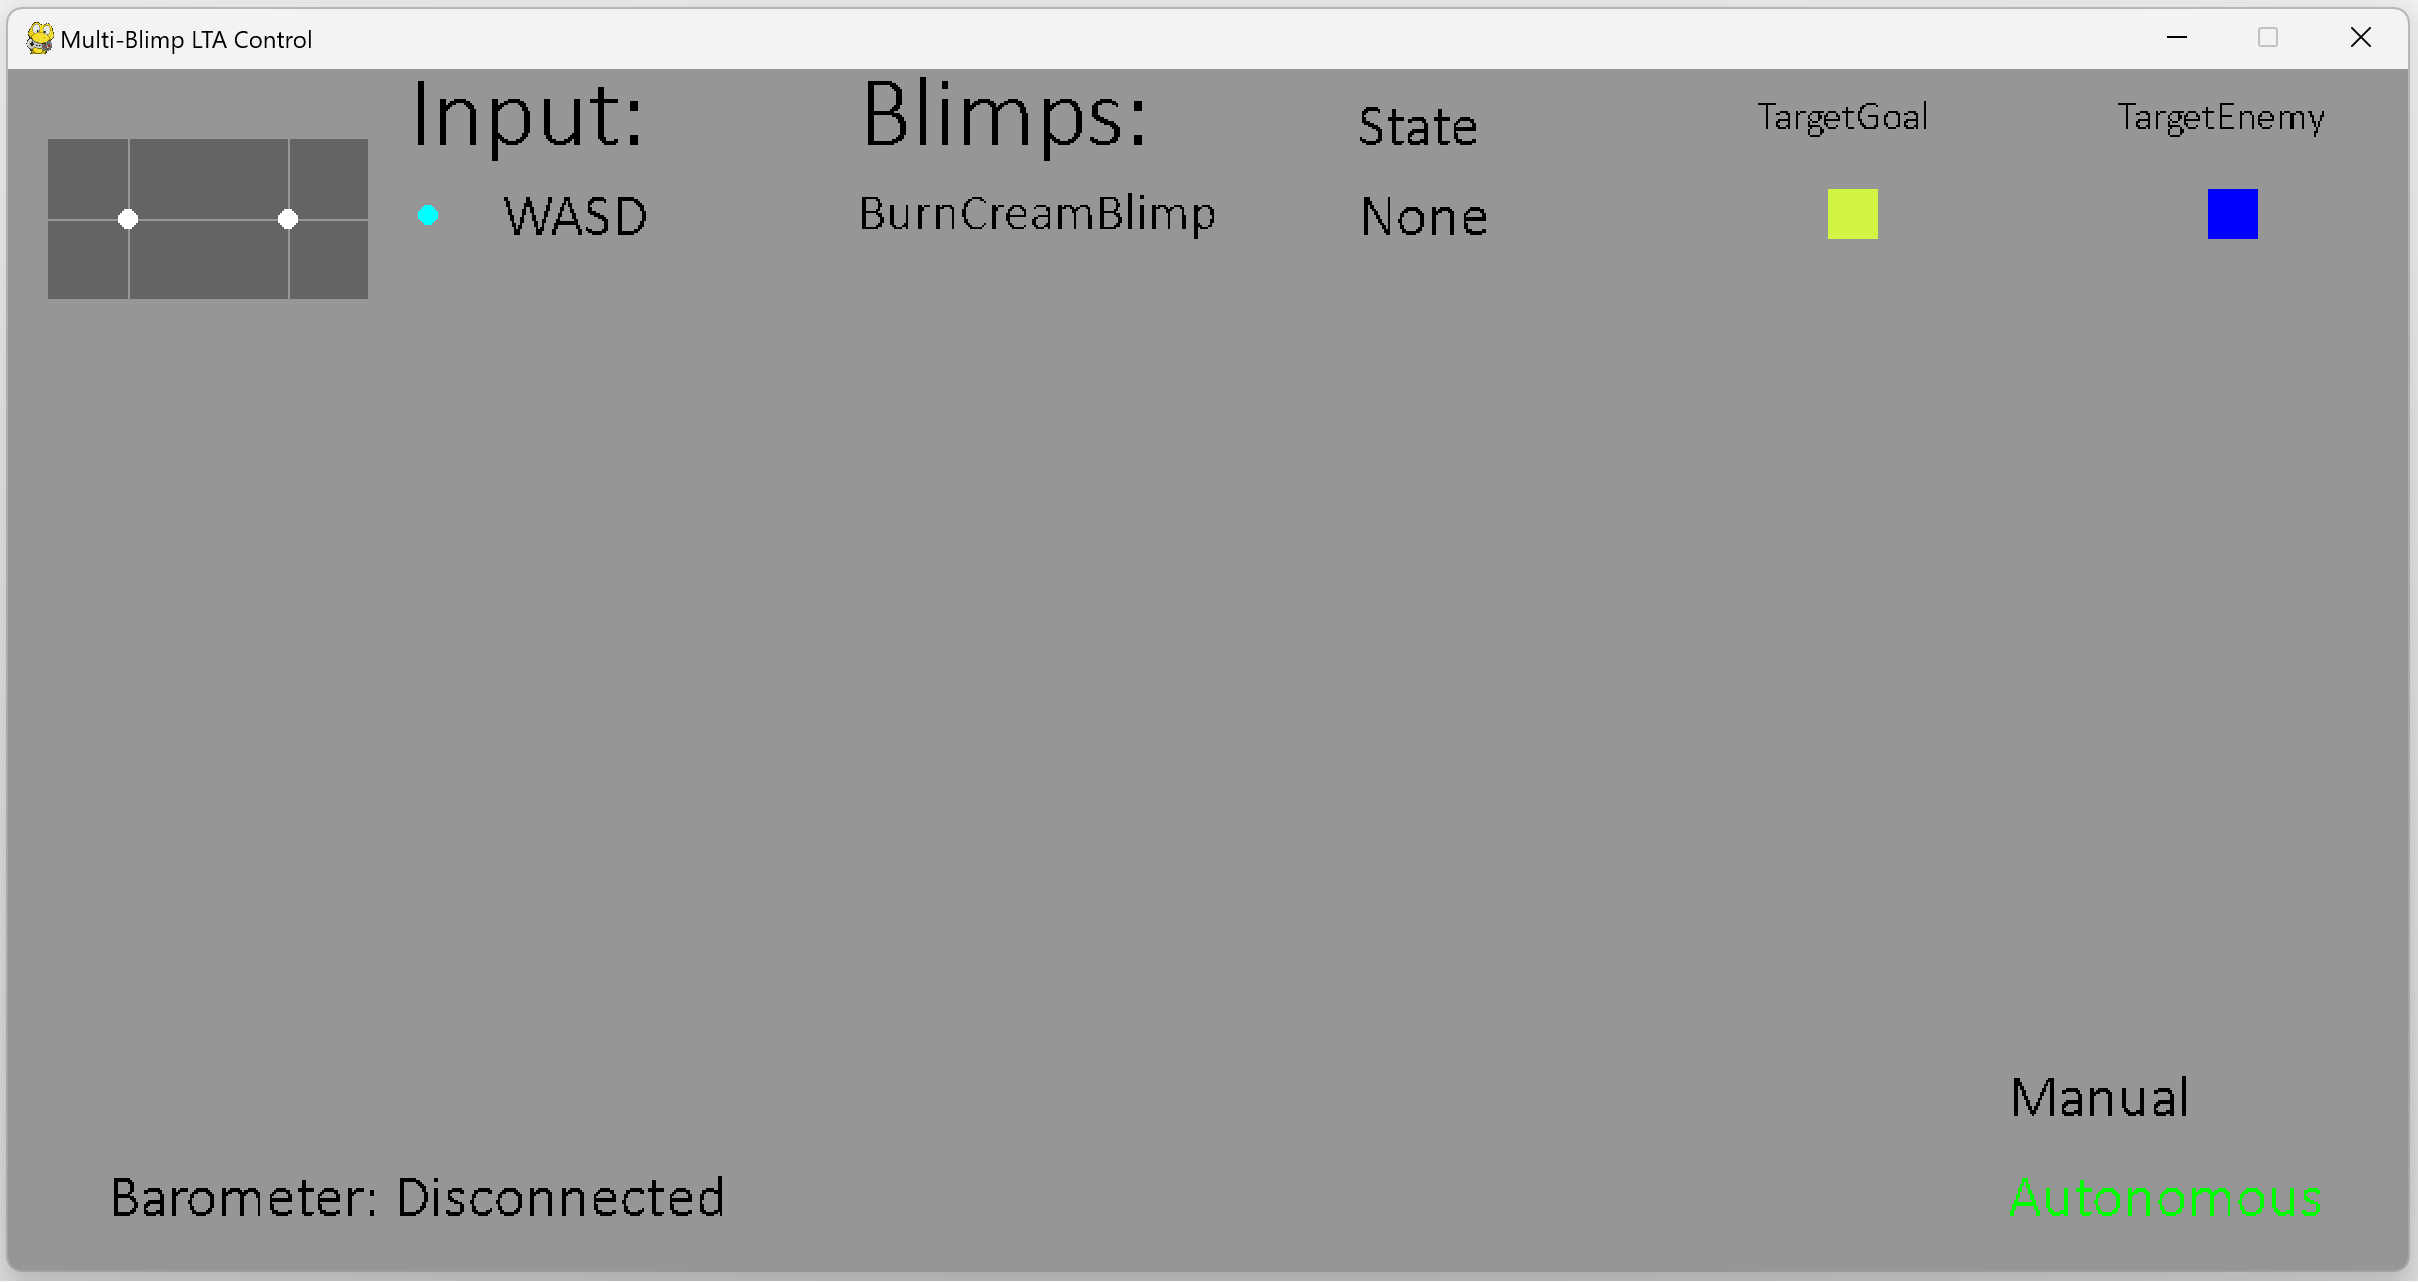 Multi-Blimp LTA Control
Input: Blimps: State TargetGoal TargetEnemy
WASD BurnCreamBlimp None
Manual
Barometer: Disconnected Autonomous